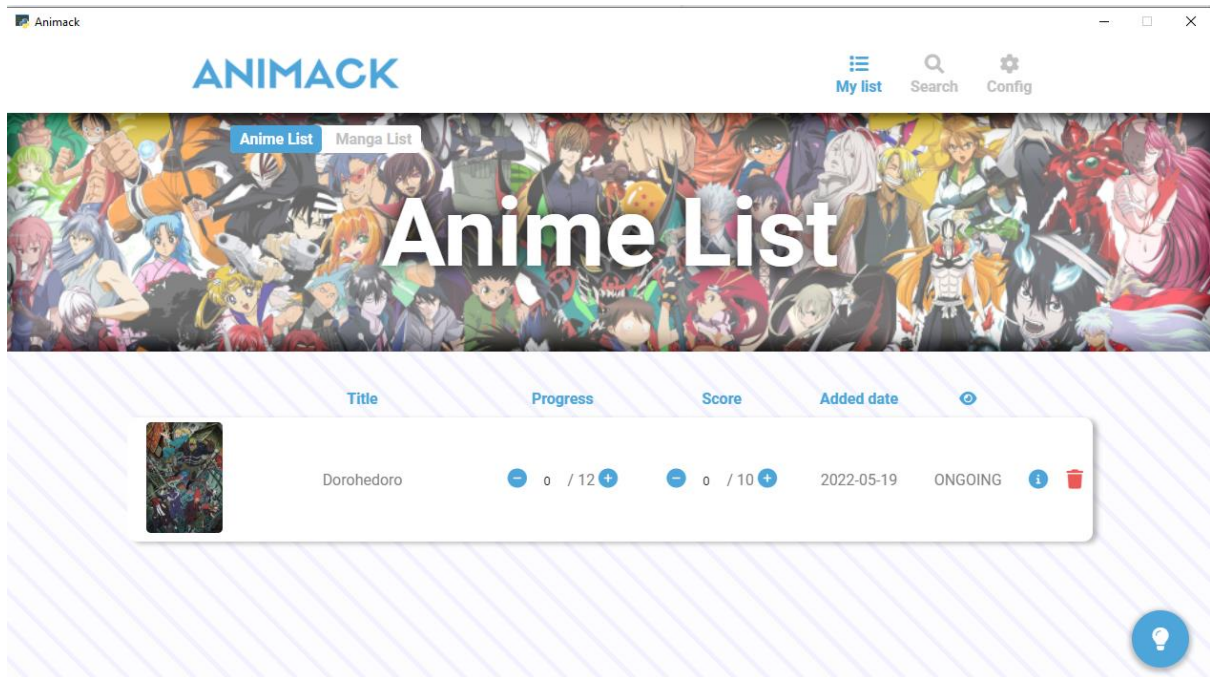 Animack
ANIMACK
My list Search Config
Anime List Manga List
Anime List
Title Progress Score Added date
Dorohedoro 0 / 12 0 / 10 2022-05-19 ONGOING